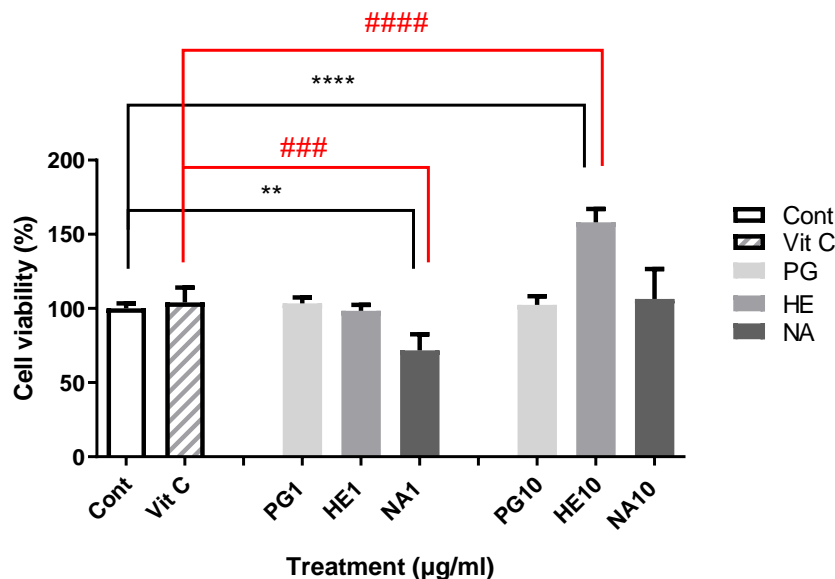 ####
****
###
**
Cell viability (%)
200
150
100
50
0
Cont
Vit C
PG1
HE1
NA1
PG10
HE10
NA10
Treatment (µg/ml)
Cont
Vit C
PG
HE
NA